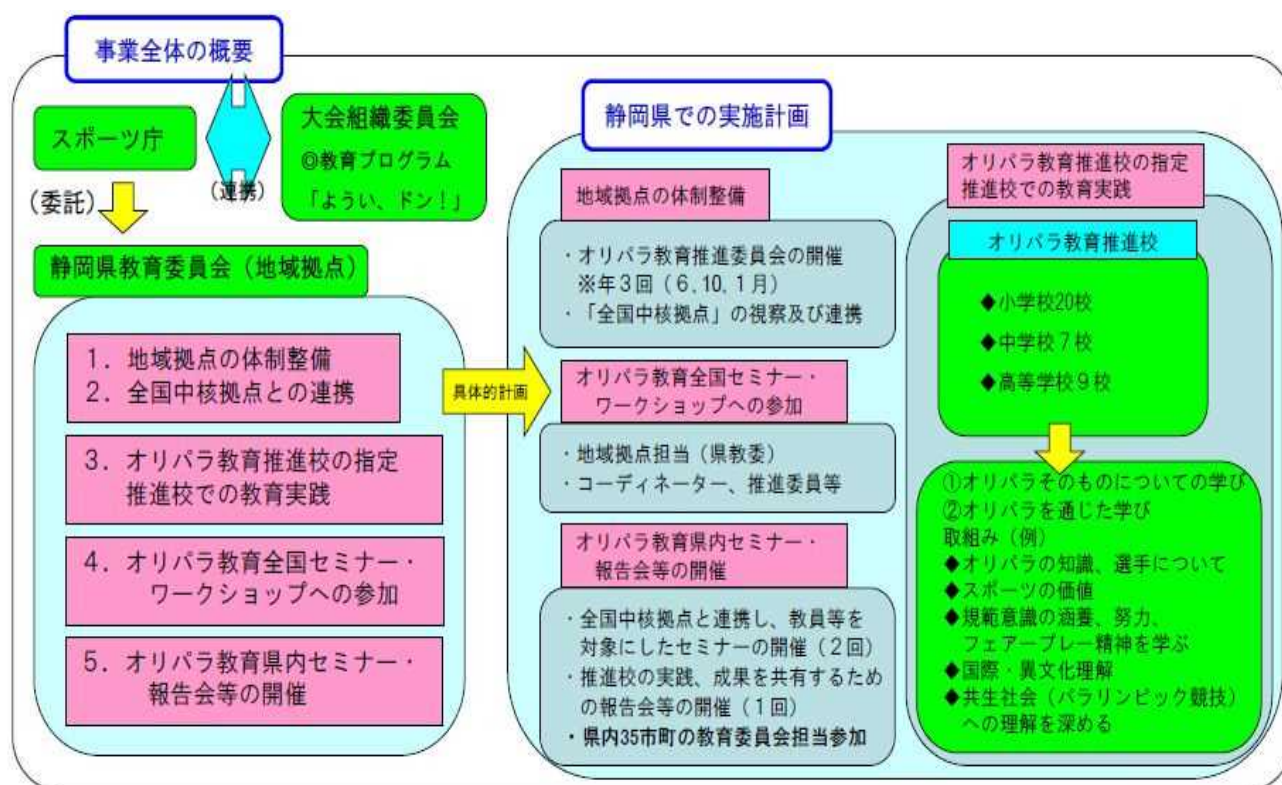 事業全体の概要
スポーツ庁
(委託)
(連携)
大会組織委員会
◎教育プログラム
「ようい、ドン！」
静岡県教育委員会（地域拠点）
1．地域拠点の体制整備
2．全国中核拠点との連携
3．オリパラ教育推進校の指定
推進校での教育実践
4．オリパラ教育全国セミナー・
ワークショップへの参加
5．オリパラ教育県内セミナー・
報告会等の開催
具体的計画
静岡県での実施計画
地域拠点の体制整備
・オリパラ教育推進委員会の開催
※年３回（６,10,１月）
・「全国中核拠点」の視察及び連携
オリパラ教育全国セミナー・
ワークショップへの参加
・地域拠点担当（県教委）
・コーディネーター、推進委員等
オリパラ教育県内セミナー・
報告会等の開催
・全国中核拠点と連携し、教員等を
対象にしたセミナーの開催（２回）
・推進校の実践、成果を共有するため
の報告会等の開催（１回）
・県内35市町の教育委員会担当参加
オリパラ教育推進校の指定
推進校での教育実践
オリパラ教育推進校
◆小学校20校
◆中学校７校
◆高等学校９校
①オリパラそのものについての学び
②オリパラを通じた学び
取組み（例）
◆オリパラの知識、選手について
◆スポーツの価値
◆規範意識の涵養、努力、
フェアープレー精神を学ぶ
◆国際・異文化理解
◆共生社会（パラリンピック競技）
への理解を深める